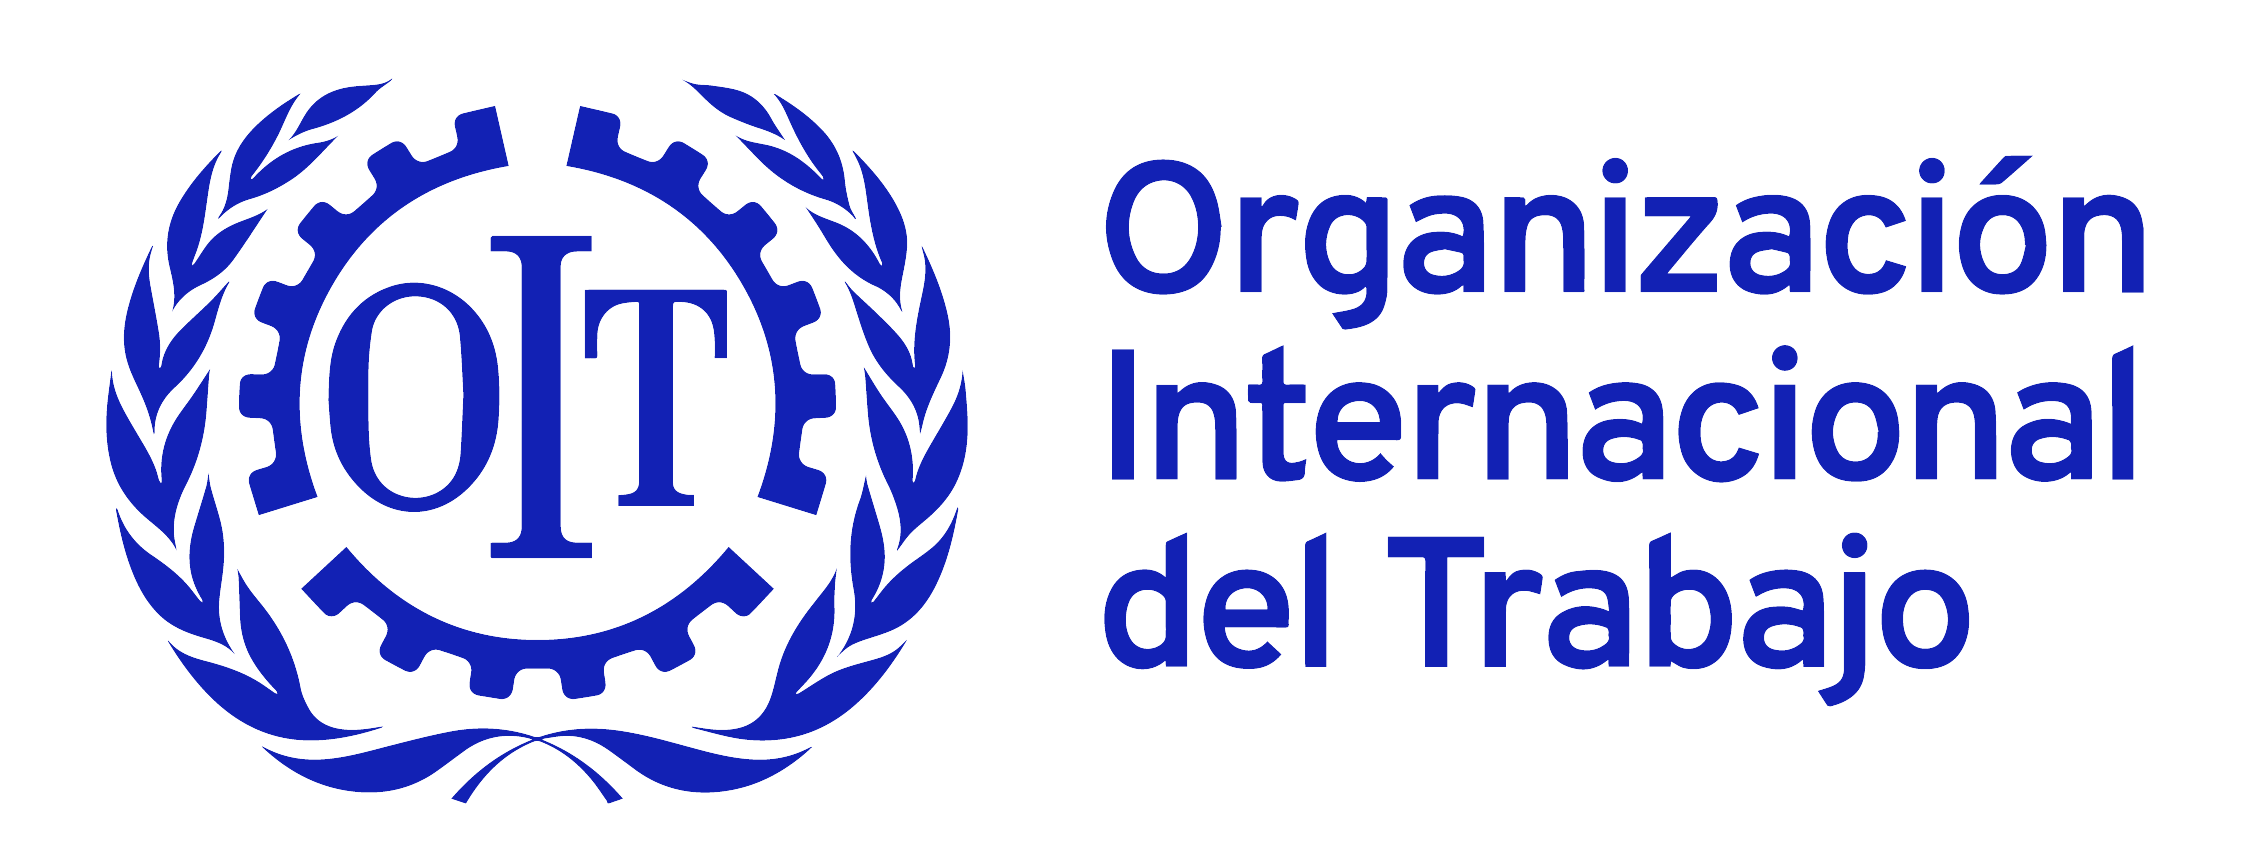 OIT
Organización
Internacional
del Trabajo